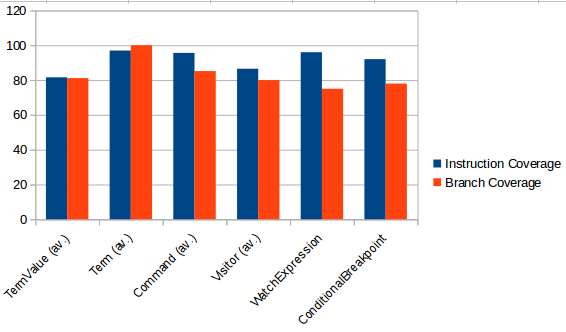 120
100
80
60
40
20
0
TermValue (av.)
Term (av.)
Command (av.)
Visitor (av.)
WatchExpression
ConditionalBreakpoint
Instruction Coverage
Branch Coverage